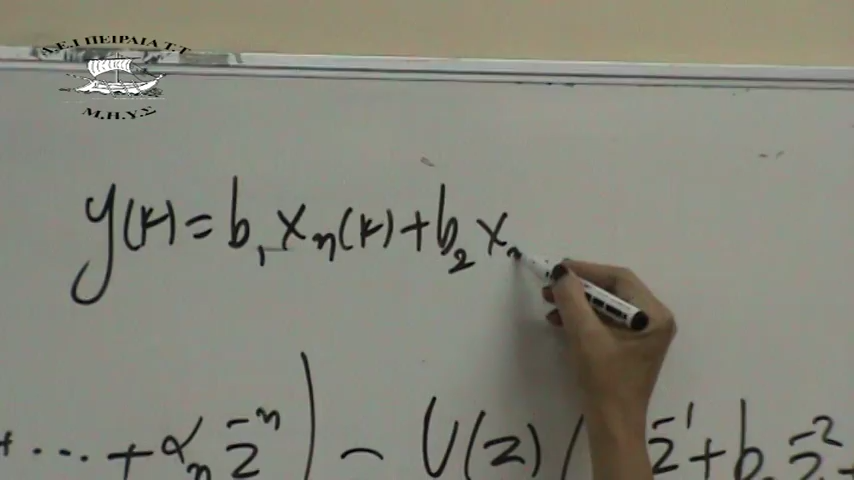 Α.Ε.Ι ΠΕΙΡΑΙΑ Τ.Τ
Μ.Η.Υ.Σ
y(k) = b₁ xₙ(k) + b₂ xₙ
+ ... + αₙ z⁻ⁿ) = U(z) ( z⁻¹ + b₂ z⁻² +